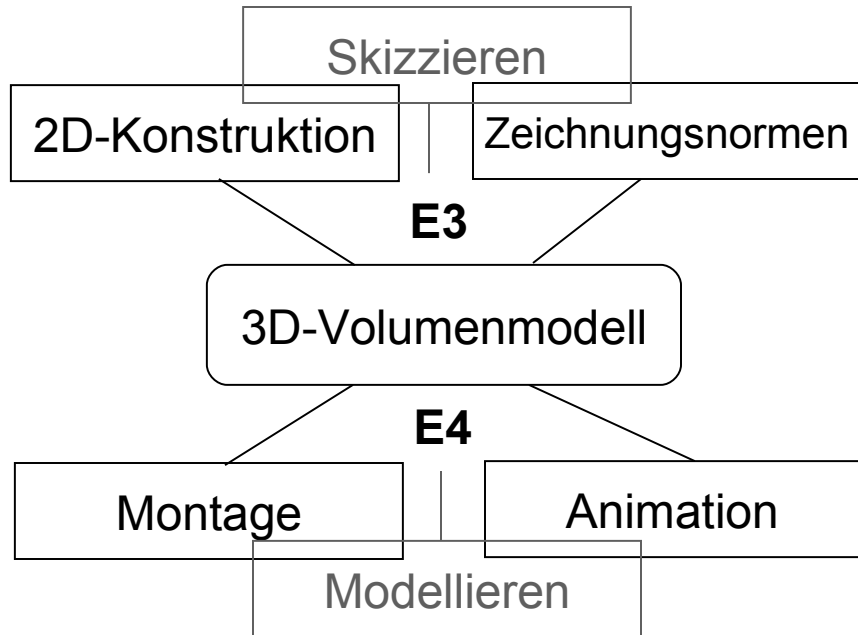 Skizzieren
2D-Konstruktion
Zeichnungsnormen
E3
3D-Volumenmodell
E4
Montage
Animation
Modellieren